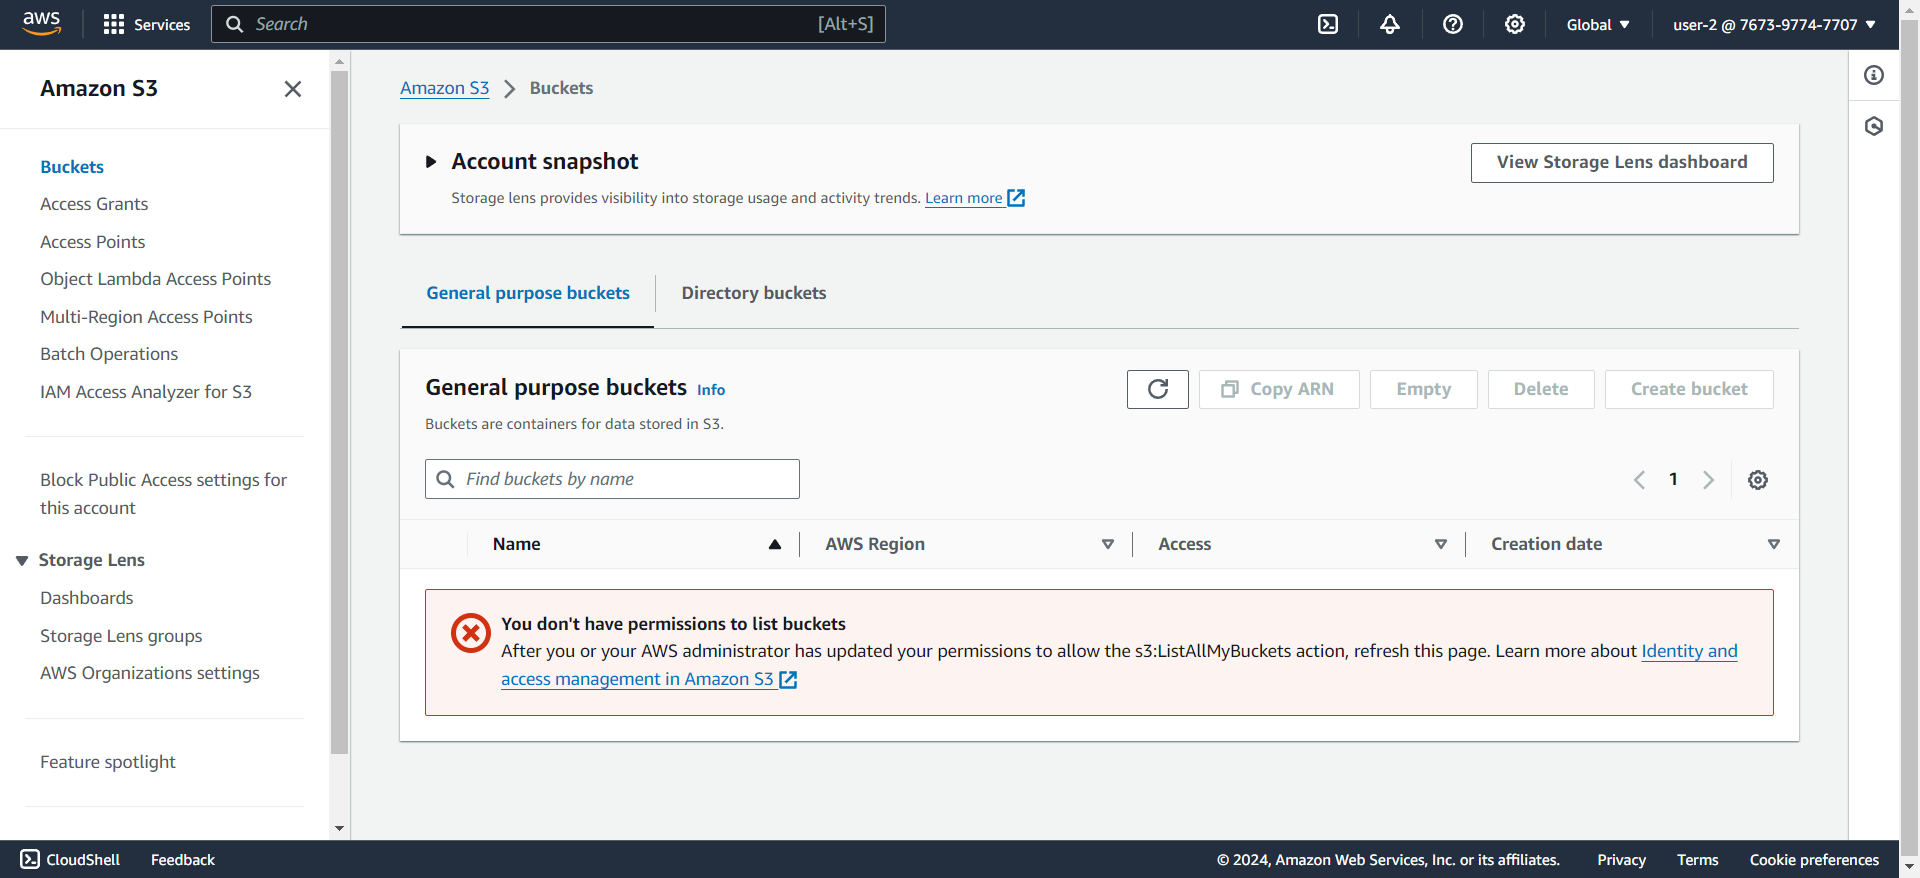 aws
Services
Search
[Alt+S]
Global
user-2 @ 7673-9774-7707
Amazon S3
Buckets
Access Grants
Access Points
Object Lambda Access Points
Multi-Region Access Points
Batch Operations
IAM Access Analyzer for S3
Block Public Access settings for
this account
Storage Lens
Dashboards
Storage Lens groups
AWS Organizations settings
Feature spotlight
Amazon S3 > Buckets
Account snapshot
Storage lens provides visibility into storage usage and activity trends. Learn more
View Storage Lens dashboard
General purpose buckets
Directory buckets
General purpose buckets Info
Buckets are containers for data stored in S3.
Copy ARN
Empty
Delete
Create bucket
Find buckets by name
1
Name
AWS Region
Access
Creation date
You don't have permissions to list buckets
After you or your AWS administrator has updated your permissions to allow the s3:ListAllMyBuckets action, refresh this page. Learn more about Identity and
access management in Amazon S3
CloudShell
Feedback
© 2024, Amazon Web Services, Inc. or its affiliates.
Privacy
Terms
Cookie preferences